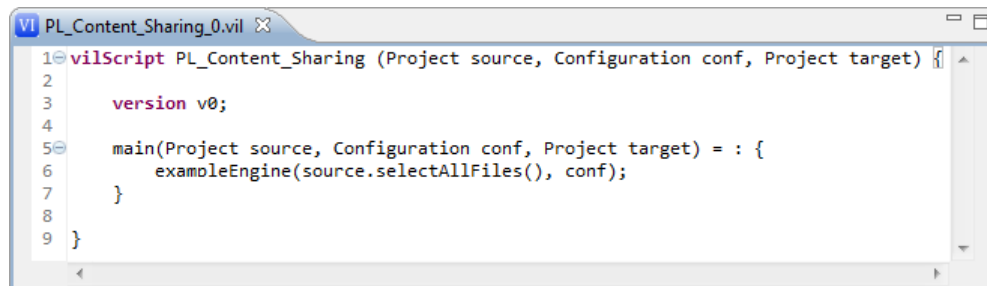 VI PL_Content_Sharing_0.vil
1 vilScript PL_Content_Sharing (Project source, Configuration conf, Project target) {
2
3 version v0;
4
5 main(Project source, Configuration conf, Project target) = : {
6 exampleEngine(source.selectAllFiles(), conf);
7 }
8
9 }